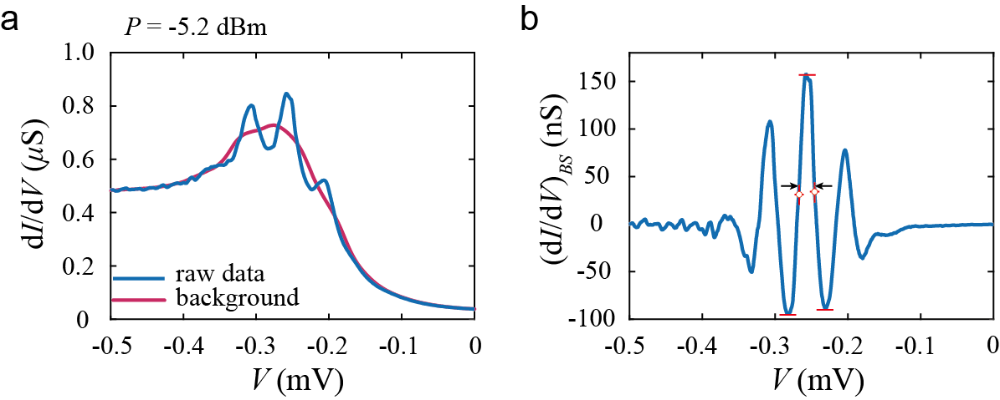 a
P = -5.2 dBm
1.0
0.8
0.6
0.4
0.2
0
dI/dV (μS)
raw data
background
-0.5 -0.4 -0.3 -0.2 -0.1 0
V (mV)
b
150
100
50
0
-50
-100
(dI/dV)BS (nS)
-0.5 -0.4 -0.3 -0.2 -0.1 0
V (mV)